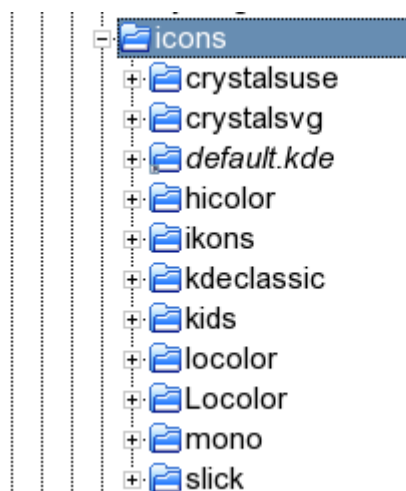 icons
crystalsuse
crystalsvg
default.kde
hicolor
ikons
kdeclassic
kids
locolor
Locolor
mono
slick